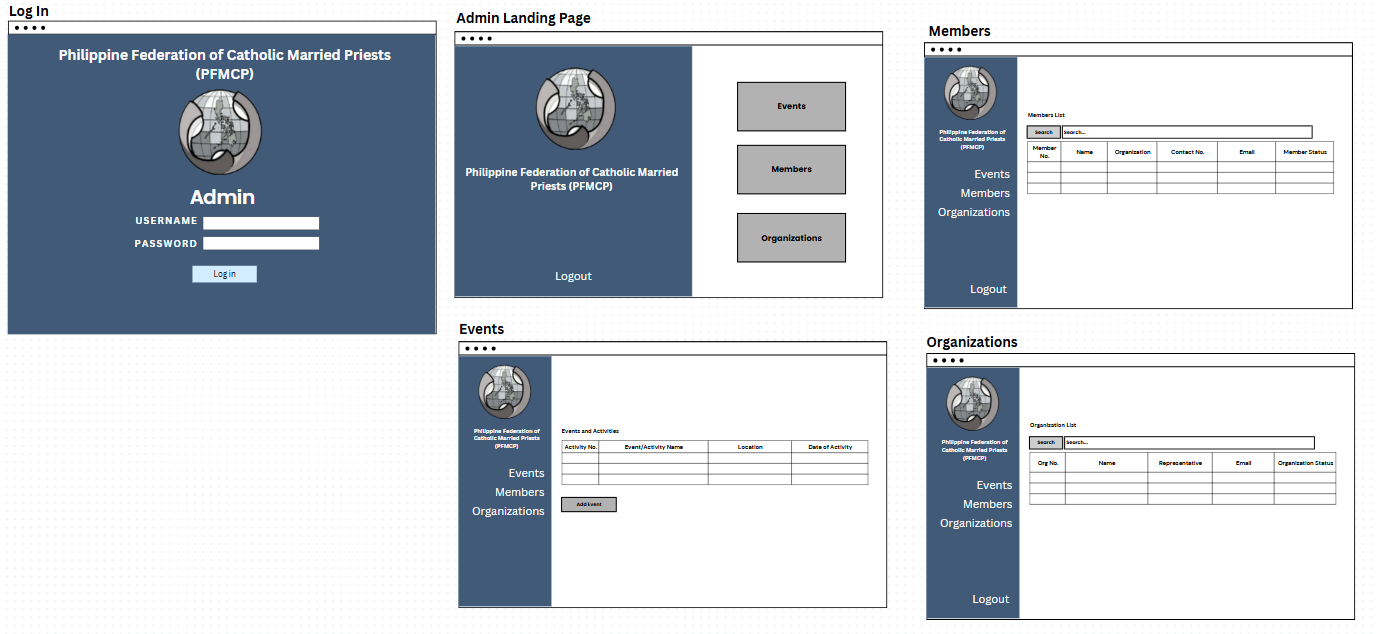 Log In
Philippine Federation of Catholic Married Priests
(PFMCP)
Admin
USERNAME
PASSWORD
Log in
Admin Landing Page
Philippine Federation of Catholic Married
Priests (PFMCP)
Logout
Events
Members
Organizations
Members
Philippine Federation of
Catholic Married Priests
(PFMCP)
Events
Members
Organizations
Logout
Members List
Search Search...
Member No. Name Organization Contact No. Email Member Status
Events
Philippine Federation of
Catholic Married Priests
(PFMCP)
Events
Members
Organizations
Events and Activities
Activity No. Event/Activity Name Location Date of Activity
Add Event
Organizations
Philippine Federation of
Catholic Married Priests
(PFMCP)
Events
Members
Organizations
Logout
Organization List
Search Search...
Org No. Name Representative Email Organization Status